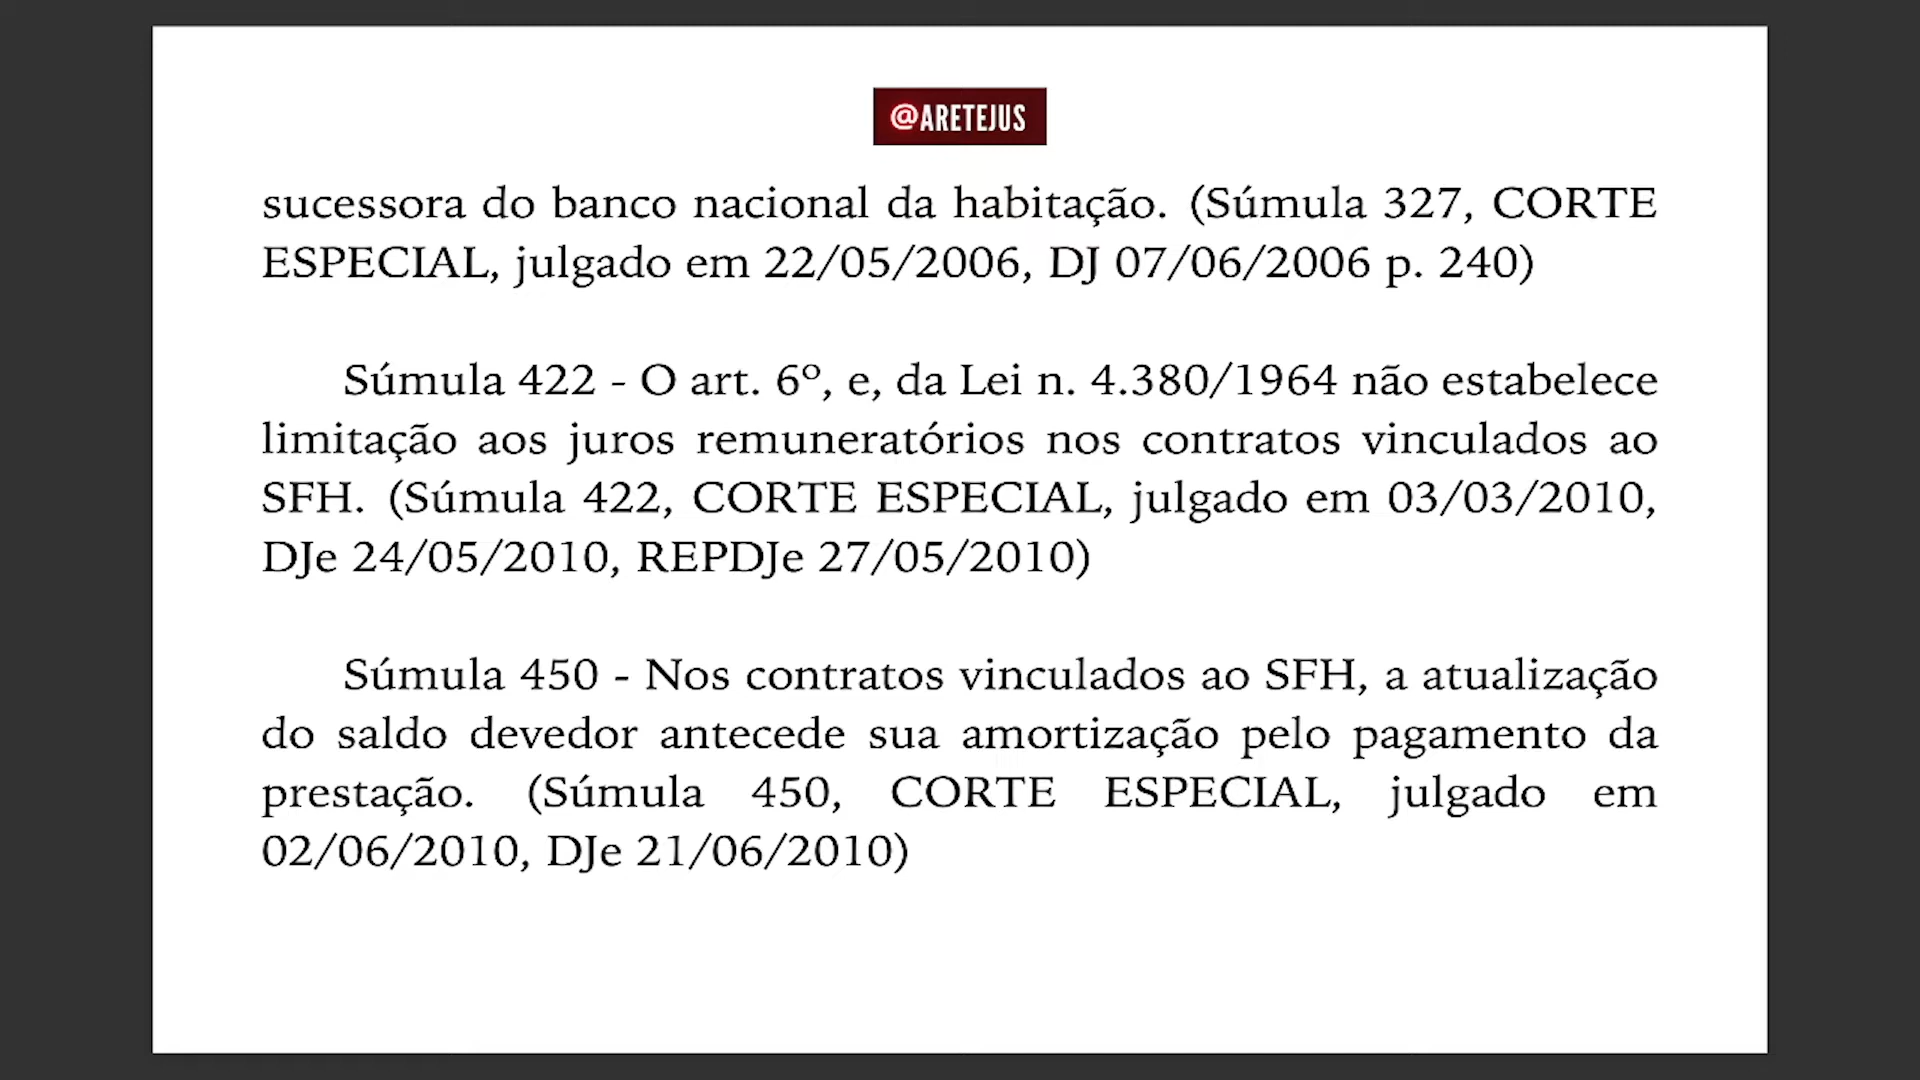 @ARETEJUS
sucessora do banco nacional da habitação. (Súmula 327, CORTE
ESPECIAL, julgado em 22/05/2006, DJ 07/06/2006 p. 240)
Súmula 422 - O art. 6º, e, da Lei n. 4.380/1964 não estabelece
limitação aos juros remuneratórios nos contratos vinculados ao
SFH. (Súmula 422, CORTE ESPECIAL, julgado em 03/03/2010,
DJe 24/05/2010, REPDJe 27/05/2010)
Súmula 450 - Nos contratos vinculados ao SFH, a atualização
do saldo devedor antecede sua amortização pelo pagamento da
prestação. (Súmula 450, CORTE ESPECIAL, julgado em
02/06/2010, DJe 21/06/2010)